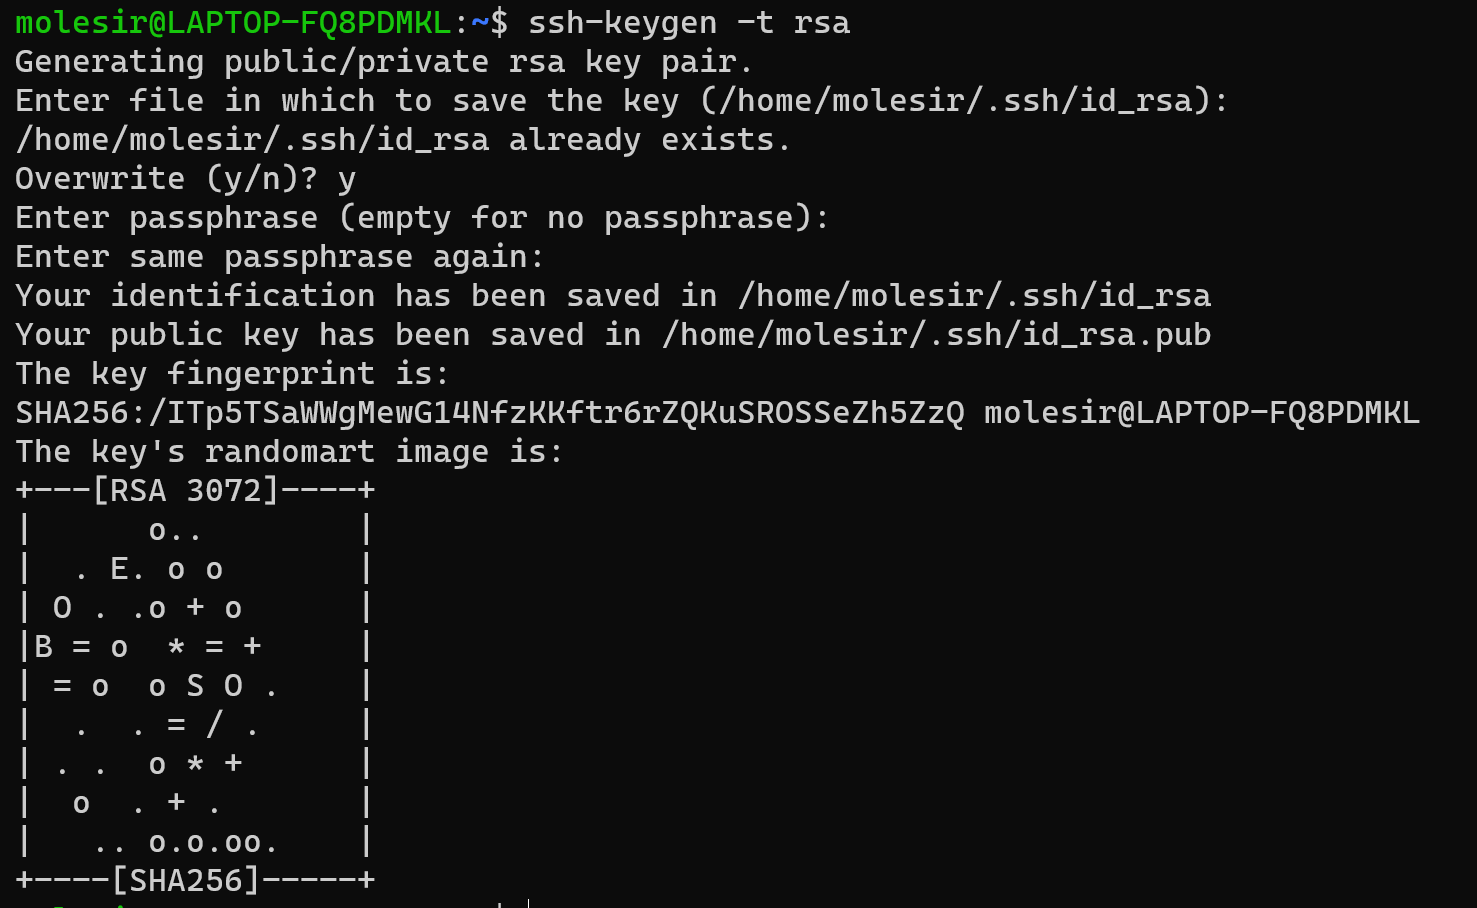 molesir@LAPTOP-FQ8PDMKL:~$ ssh-keygen -t rsa
Generating public/private rsa key pair.
Enter file in which to save the key (/home/molesir/.ssh/id_rsa):
/home/molesir/.ssh/id_rsa already exists.
Overwrite (y/n)? y
Enter passphrase (empty for no passphrase):
Enter same passphrase again:
Your identification has been saved in /home/molesir/.ssh/id_rsa
Your public key has been saved in /home/molesir/.ssh/id_rsa.pub
The key fingerprint is:
SHA256:/ITp5TSaWWgMewG14NfzKKftr6rZQKuSROSSeZh5ZzQ molesir@LAPTOP-FQ8PDMKL
The key's randomart image is:
+---[RSA 3072]----+
|      o..        |
|  . E. o o       |
| O . .o + o      |
|B = o  * = +     |
| = o  o S O .    |
|  .  . = / .     |
| . .  o * +      |
|  o  . + .       |
|   .. o.o.oo.    |
+----[SHA256]-----+